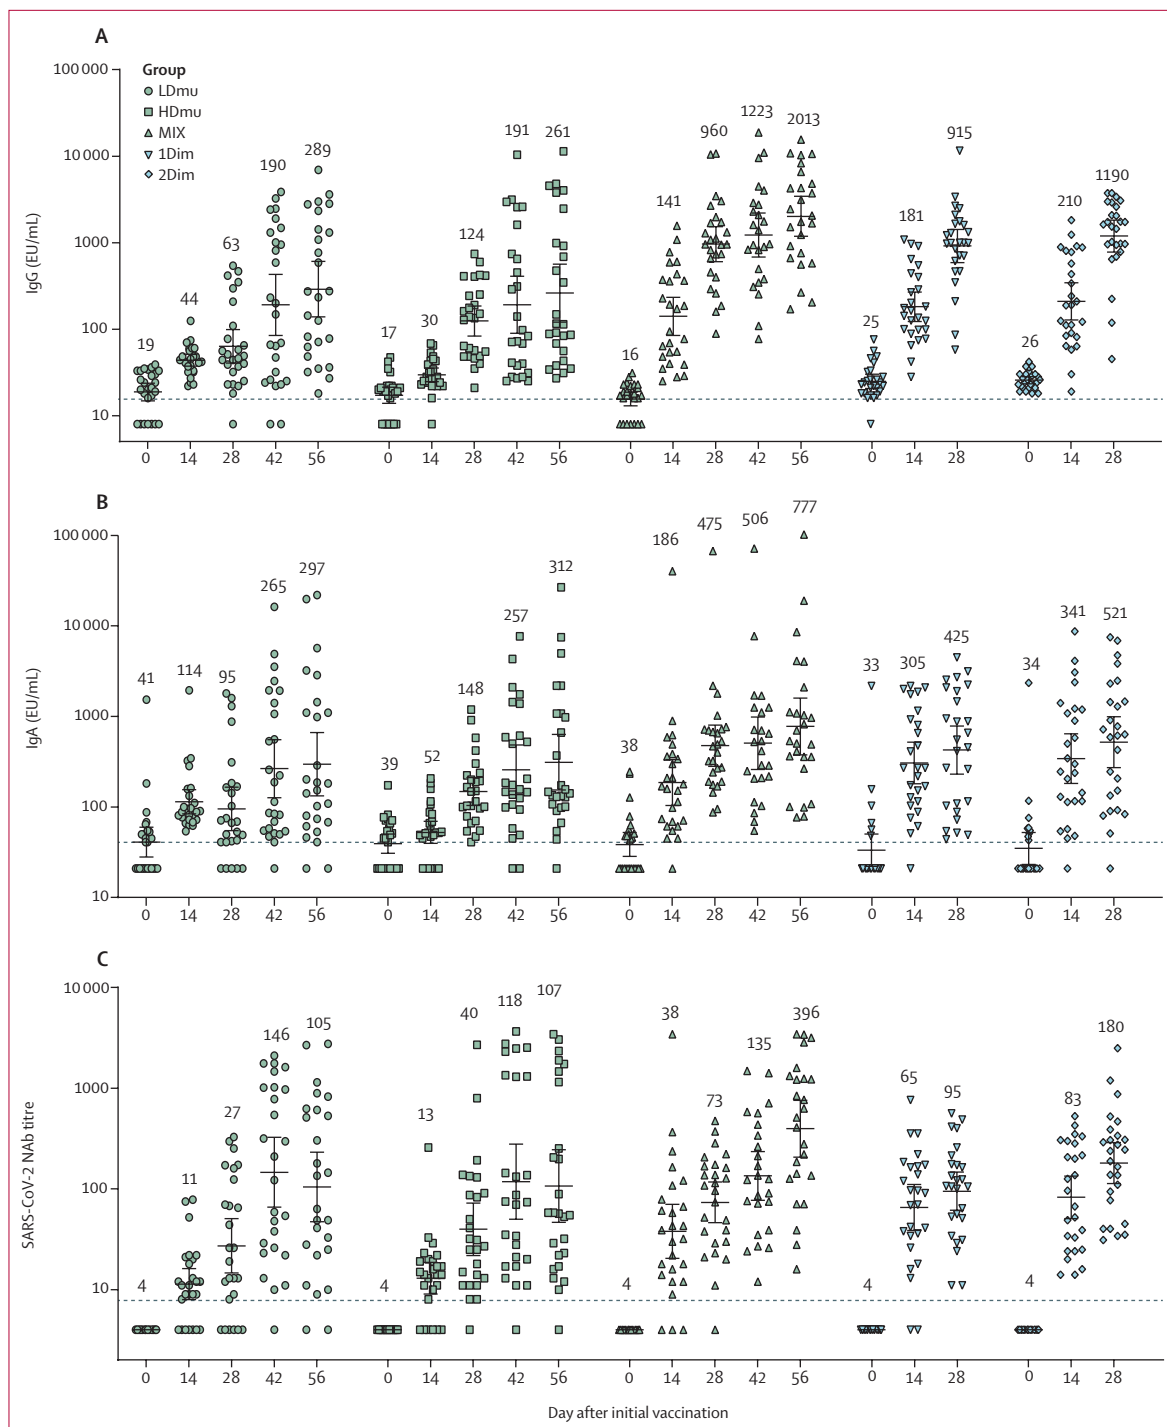 A
100 000
10 000
1000
100
10
IgG (EU/mL)
Group
LDmu
HDmu
MIX
1Dim
2Dim
19 44 63 190 289
17 30 124 191 261
16 141 960 1223 2013
25 181 915
26 210 1190
0 14 28 42 56 0 14 28 42 56 0 14 28 42 56 0 14 28 0 14 28
B
100 000
10 000
1000
100
10
IgA (EU/mL)
41 114 95 265 297
39 52 148 257 312
38 186 475 506 777
33 305 425
34 341 521
0 14 28 42 56 0 14 28 42 56 0 14 28 42 56 0 14 28 0 14 28
C
10 000
1000
100
10
SARS-CoV-2 NAb titre
4 11 27 146 105
4 13 40 118 107
4 38 73 135 396
4 65 95
4 83 180
0 14 28 42 56 0 14 28 42 56 0 14 28 42 56 0 14 28 0 14 28
Day after initial vaccination